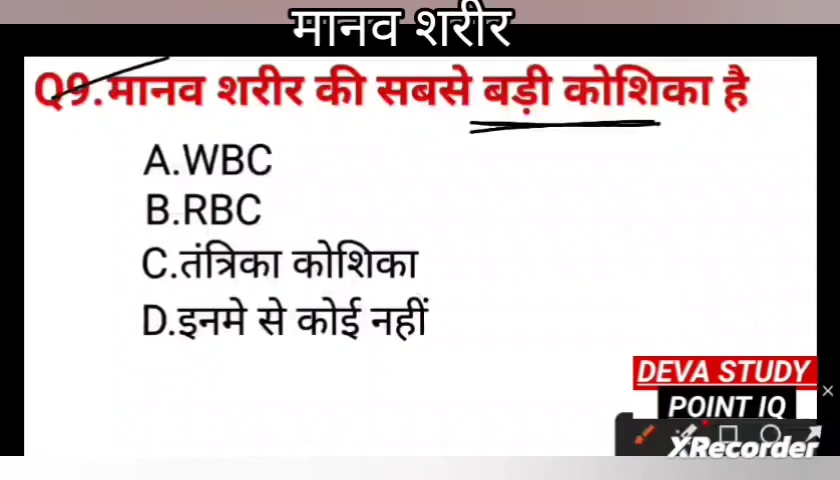 मानव शरीर
Q9.मानव शरीर की सबसे बड़ी कोशिका है
A.WBC
B.RBC
C.तंत्रिका कोशिका
D.इनमे से कोई नहीं
DEVA STUDY
POINT IQ
XRecorder